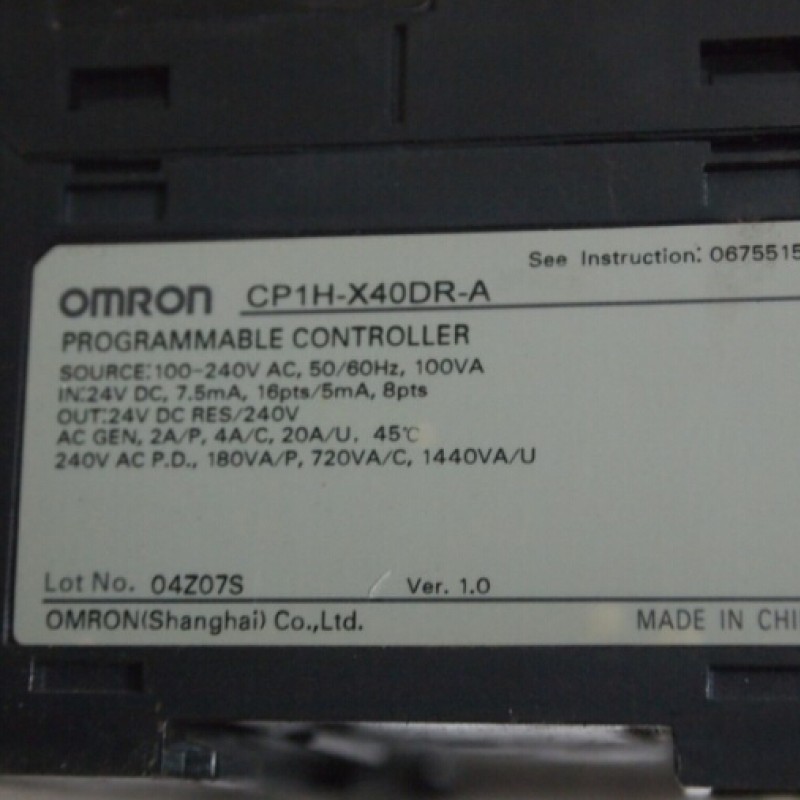 See Instruction: 0675515
OMRON CP1H-X40DR-A
PROGRAMMABLE CONTROLLER
SOURCE:100-240V AC, 50/60Hz, 100VA
IN:24V DC, 7.5mA, 16pts/5mA, 8pts
OUT:24V DC RES/240V
AC GEN, 2A/P, 4A/C, 20A/U, 45℃
240V AC P.D., 180VA/P, 720VA/C, 1440VA/U
Lot No. 04Z07S Ver. 1.0
OMRON(Shanghai) Co.,Ltd. MADE IN CHI